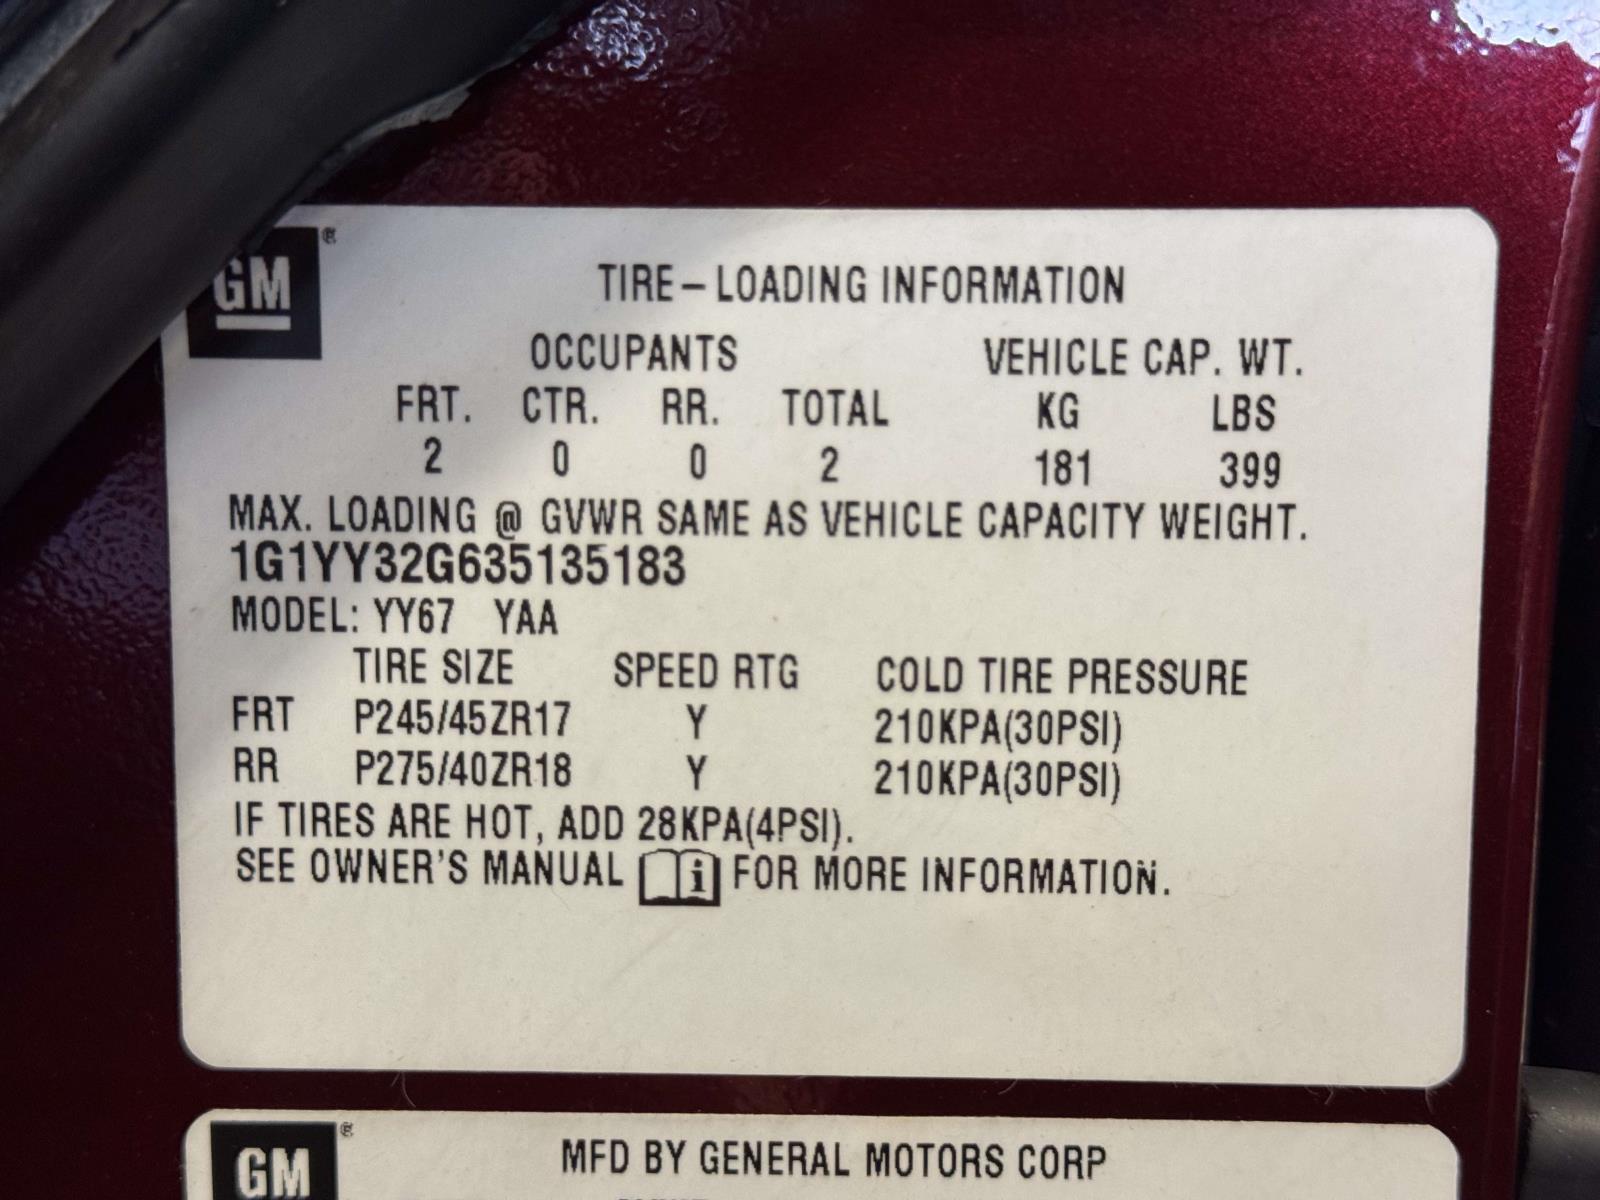 GM ®
TIRE – LOADING INFORMATION
OCCUPANTS VEHICLE CAP. WT.
FRT. CTR. RR. TOTAL KG LBS
2 0 0 2 181 399
MAX. LOADING @ GVWR SAME AS VEHICLE CAPACITY WEIGHT.
1G1YY32G635135183
MODEL: YY67 YAA
TIRE SIZE SPEED RTG COLD TIRE PRESSURE
FRT P245/45ZR17 Y 210KPA(30PSI)
RR P275/40ZR18 Y 210KPA(30PSI)
IF TIRES ARE HOT, ADD 28KPA(4PSI).
SEE OWNER'S MANUAL i FOR MORE INFORMATION.
GM ®
MFD BY GENERAL MOTORS CORP